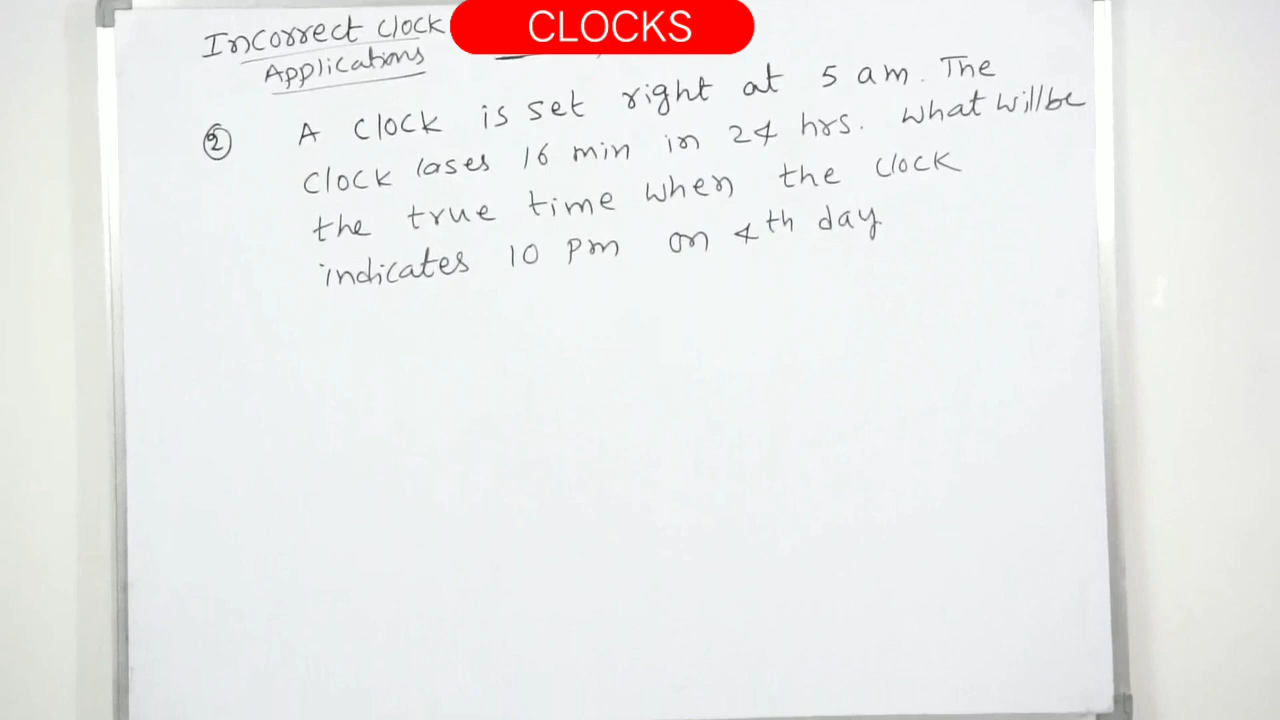 Incorrect clock
CLOCKS
Applications
② A clock is set right at 5 am. The
clock lases 16 min in 24 hrs. what will be
the true time when the clock
indicates 10 pm on 4th day